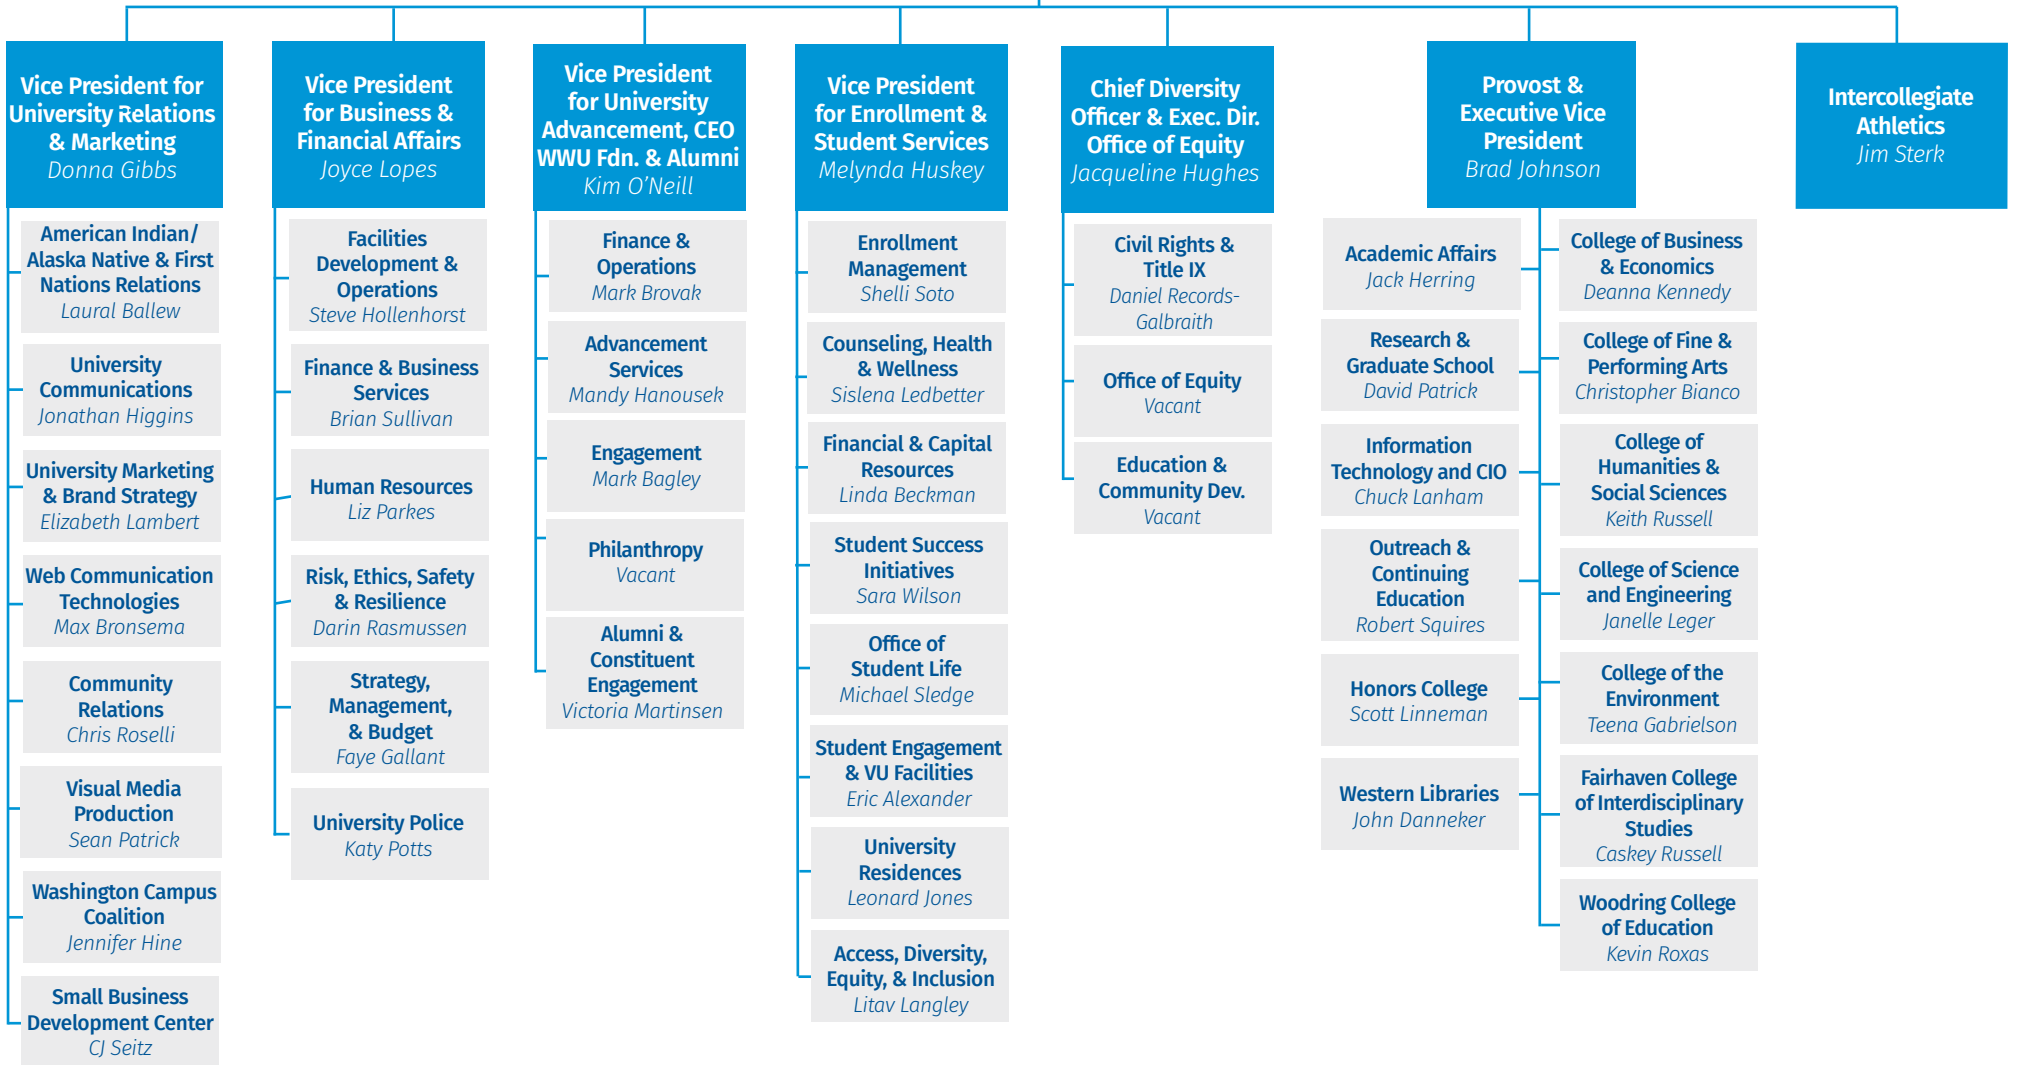 Vice President for
University Relations
& Marketing
Donna Gibbs
American Indian/
Alaska Native & First
Nations Relations
Laural Ballew
University
Communications
Jonathan Higgins
University Marketing
& Brand Strategy
Elizabeth Lambert
Web Communication
Technologies
Max Bronsema
Community
Relations
Chris Roselli
Visual Media
Production
Sean Patrick
Washington Campus
Coalition
Jennifer Hine
Small Business
Development Center
CJ Seitz
Vice President
for Business &
Financial Affairs
Joyce Lopes
Facilities
Development &
Operations
Steve Hollenhorst
Finance & Business
Services
Brian Sullivan
Human Resources
Liz Parkes
Risk, Ethics, Safety
& Resilience
Darin Rasmussen
Strategy,
Management,
& Budget
Faye Gallant
University Police
Katy Potts
Vice President
for University
Advancement, CEO
WWU Fdn. & Alumni
Kim O'Neill
Finance &
Operations
Mark Brovak
Advancement
Services
Mandy Hanousek
Engagement
Mark Bagley
Philanthropy
Vacant
Alumni &
Constituent
Engagement
Victoria Martinsen
Vice President
for Enrollment &
Student Services
Melynda Huskey
Enrollment
Management
Shelli Soto
Counseling, Health
& Wellness
Sislena Ledbetter
Financial & Capital
Resources
Linda Beckman
Student Success
Initiatives
Sara Wilson
Office of
Student Life
Michael Sledge
Student Engagement
& VU Facilities
Eric Alexander
University
Residences
Leonard Jones
Access, Diversity,
Equity, & Inclusion
Litav Langley
Chief Diversity
Officer & Exec. Dir.
Office of Equity
Jacqueline Hughes
Civil Rights &
Title IX
Daniel Records-
Galbraith
Office of Equity
Vacant
Education &
Community Dev.
Vacant
Provost &
Executive Vice
President
Brad Johnson
Academic Affairs
Jack Herring
Research &
Graduate School
David Patrick
Information
Technology and CIO
Chuck Lanham
Outreach &
Continuing
Education
Robert Squires
Honors College
Scott Linneman
Western Libraries
John Danneker
College of Business
& Economics
Deanna Kennedy
College of Fine &
Performing Arts
Christopher Bianco
College of
Humanities &
Social Sciences
Keith Russell
College of Science
and Engineering
Janelle Leger
College of the
Environment
Teena Gabrielson
Fairhaven College
of Interdisciplinary
Studies
Caskey Russell
Woodring College
of Education
Kevin Roxas
Intercollegiate
Athletics
Jim Sterk